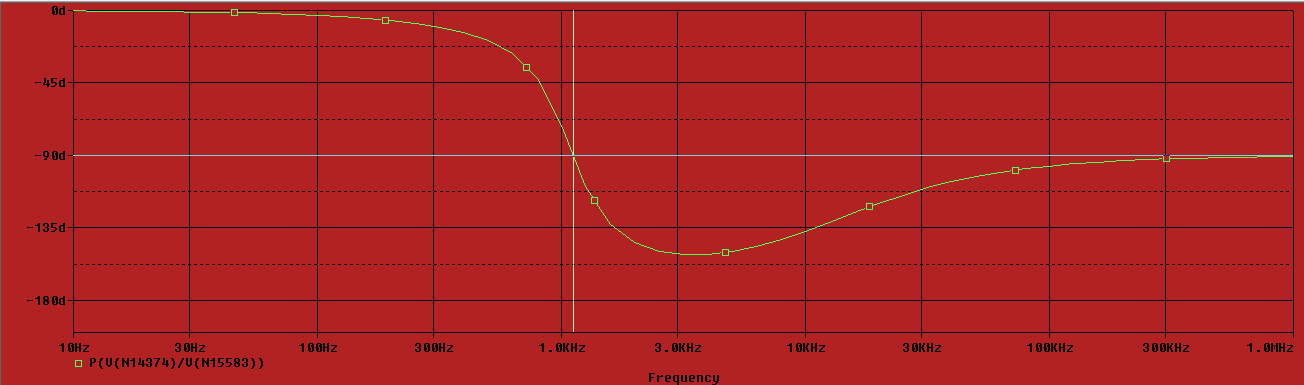 0d
-45d
-90d
-135d
-180d
10Hz 30Hz 100Hz 300Hz 1.0KHz 3.0KHz 10KHz 30KHz 100KHz 300KHz 1.0MHz
P(V(N14374)/V(N15583))
Frequency